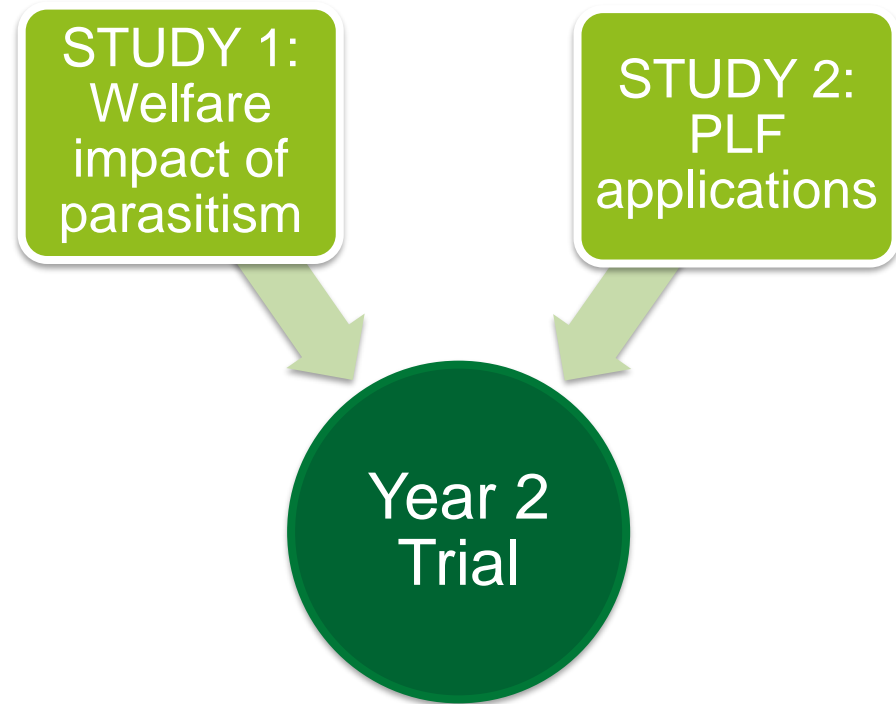 STUDY 1:
Welfare
impact of
parasitism
STUDY 2:
PLF
applications
Year 2
Trial